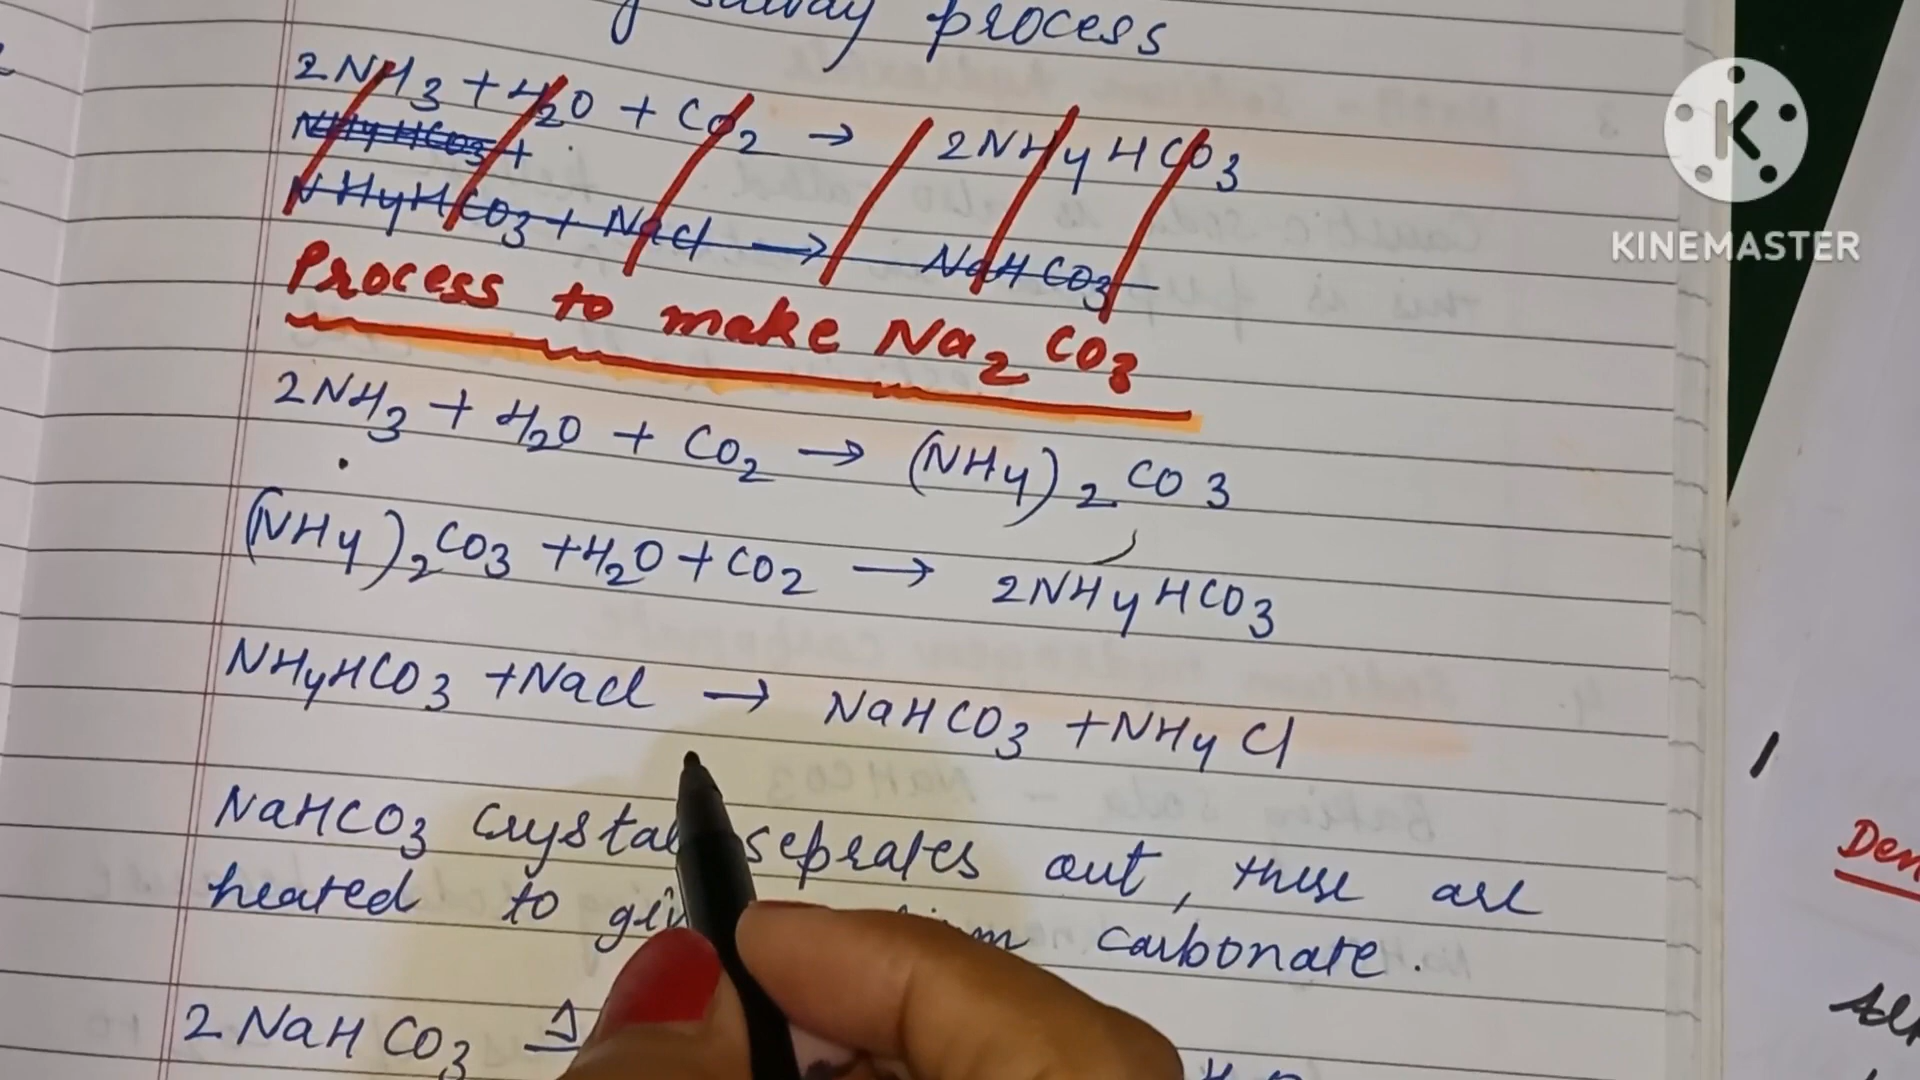 process
2NH3 + H2O + CO2 → 2NH4HCO3
NH4HCO3 +
NH4HCO3 + NaCl → NaHCO3
KINEMASTER
Process to make Na2CO3
2NH3 + H2O + CO2 → (NH4)2CO3
(NH4)2CO3 + H2O + CO2 → 2NH4HCO3
NH4HCO3 + NaCl → NaHCO3 + NH4Cl
NaHCO3 crystal seprates out, these are
heated to carbonate.
2NaHCO3 Δ